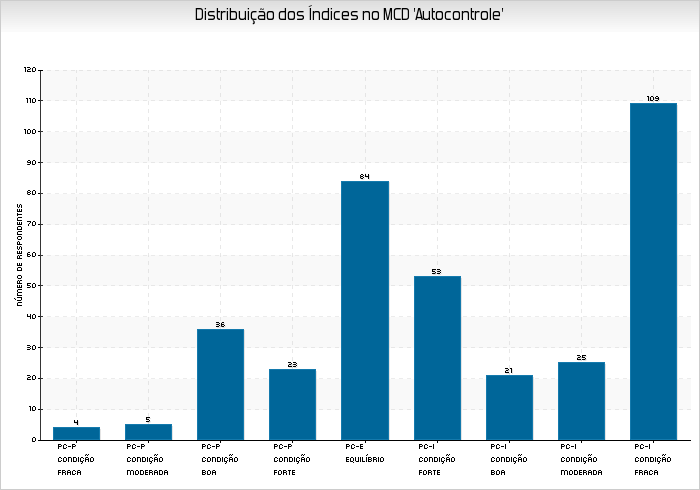 Distribuição dos Índices no MCD 'Autocontrole'
NÚMERO DE RESPONDENTES
120
110
100
90
80
70
60
50
40
30
20
10
0
4
5
36
23
84
53
21
25
109
PC-P
CONDIÇÃO
FRACA
PC-P
CONDIÇÃO
MODERADA
PC-P
CONDIÇÃO
BOA
PC-P
CONDIÇÃO
FORTE
PC-E
EQUILÍBRIO
PC-I
CONDIÇÃO
FORTE
PC-I
CONDIÇÃO
BOA
PC-I
CONDIÇÃO
MODERADA
PC-I
CONDIÇÃO
FRACA